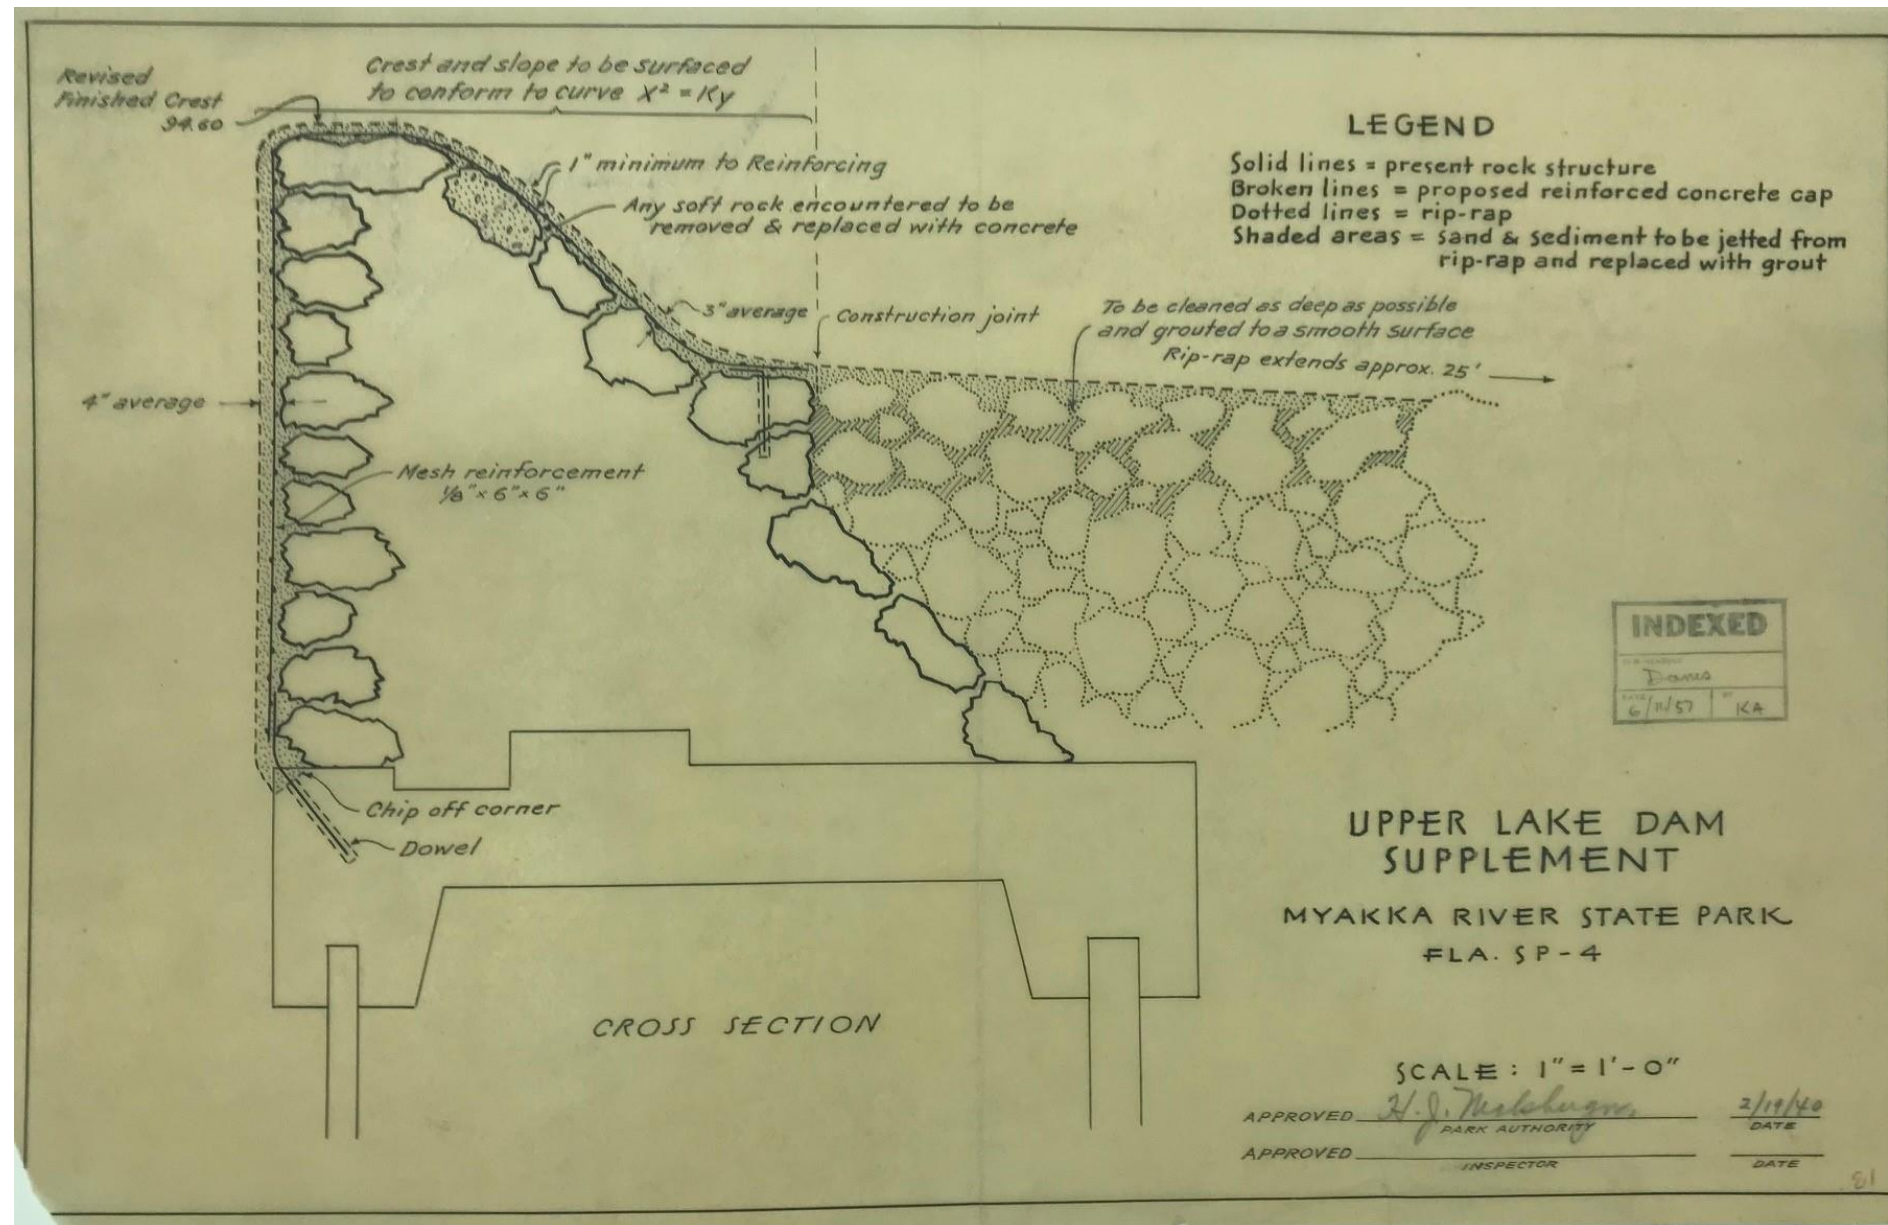 Revised
Finished Crest
94.60
Crest and slope to be surfaced
to conform to curve X² = Ky
1" minimum to Reinforcing
Any soft rock encountered to be
removed & replaced with concrete
3" average
Construction joint
To be cleaned as deep as possible
and grouted to a smooth surface
Rip-rap extends approx. 25'
4" average
Mesh reinforcement
1/8" x 6" x 6"
Chip off corner
Dowel
CROSS SECTION
LEGEND
Solid lines = present rock structure
Broken lines = proposed reinforced concrete cap
Dotted lines = rip-rap
Shaded areas = sand & sediment to be jetted from
rip-rap and replaced with grout
INDEXED
6/11/57
KA
UPPER LAKE DAM
SUPPLEMENT
MYAKKA RIVER STATE PARK
FLA. SP-4
SCALE: 1" = 1'-0"
APPROVED H. J. 2/19/40
PARK AUTHORITY DATE
APPROVED
INSPECTOR DATE
81